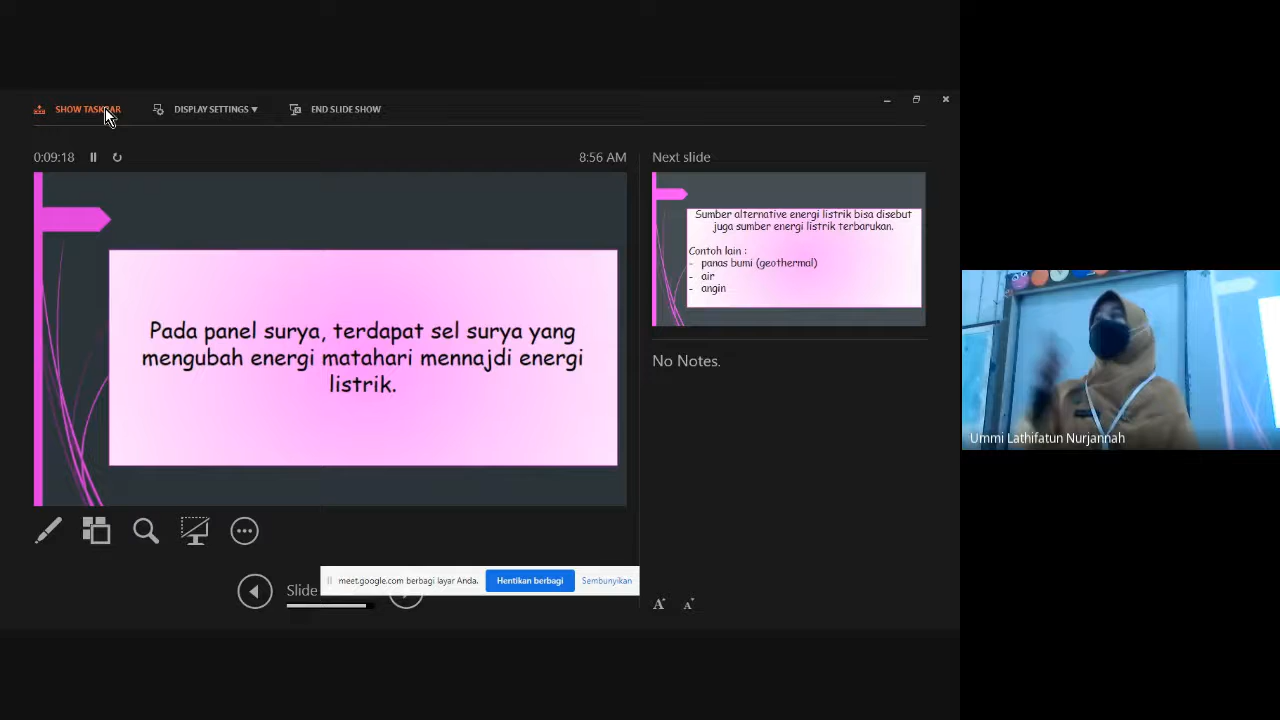 SHOW TASKBAR
DISPLAY SETTINGS ▼
END SLIDE SHOW
0:09:18
8:56 AM
Pada panel surya, terdapat sel surya yang
mengubah energi matahari mennajdi energi
listrik.
Next slide
Sumber alternative energi listrik bisa disebut
juga sumber energi listrik terbarukan.
Contoh lain :
- panas bumi (geothermal)
- air
- angin
No Notes.
Slide
meet.google.com berbagi layar Anda.
Hentikan berbagi
Sembunyikan
A A
Ummi Lathifatun Nurjannah